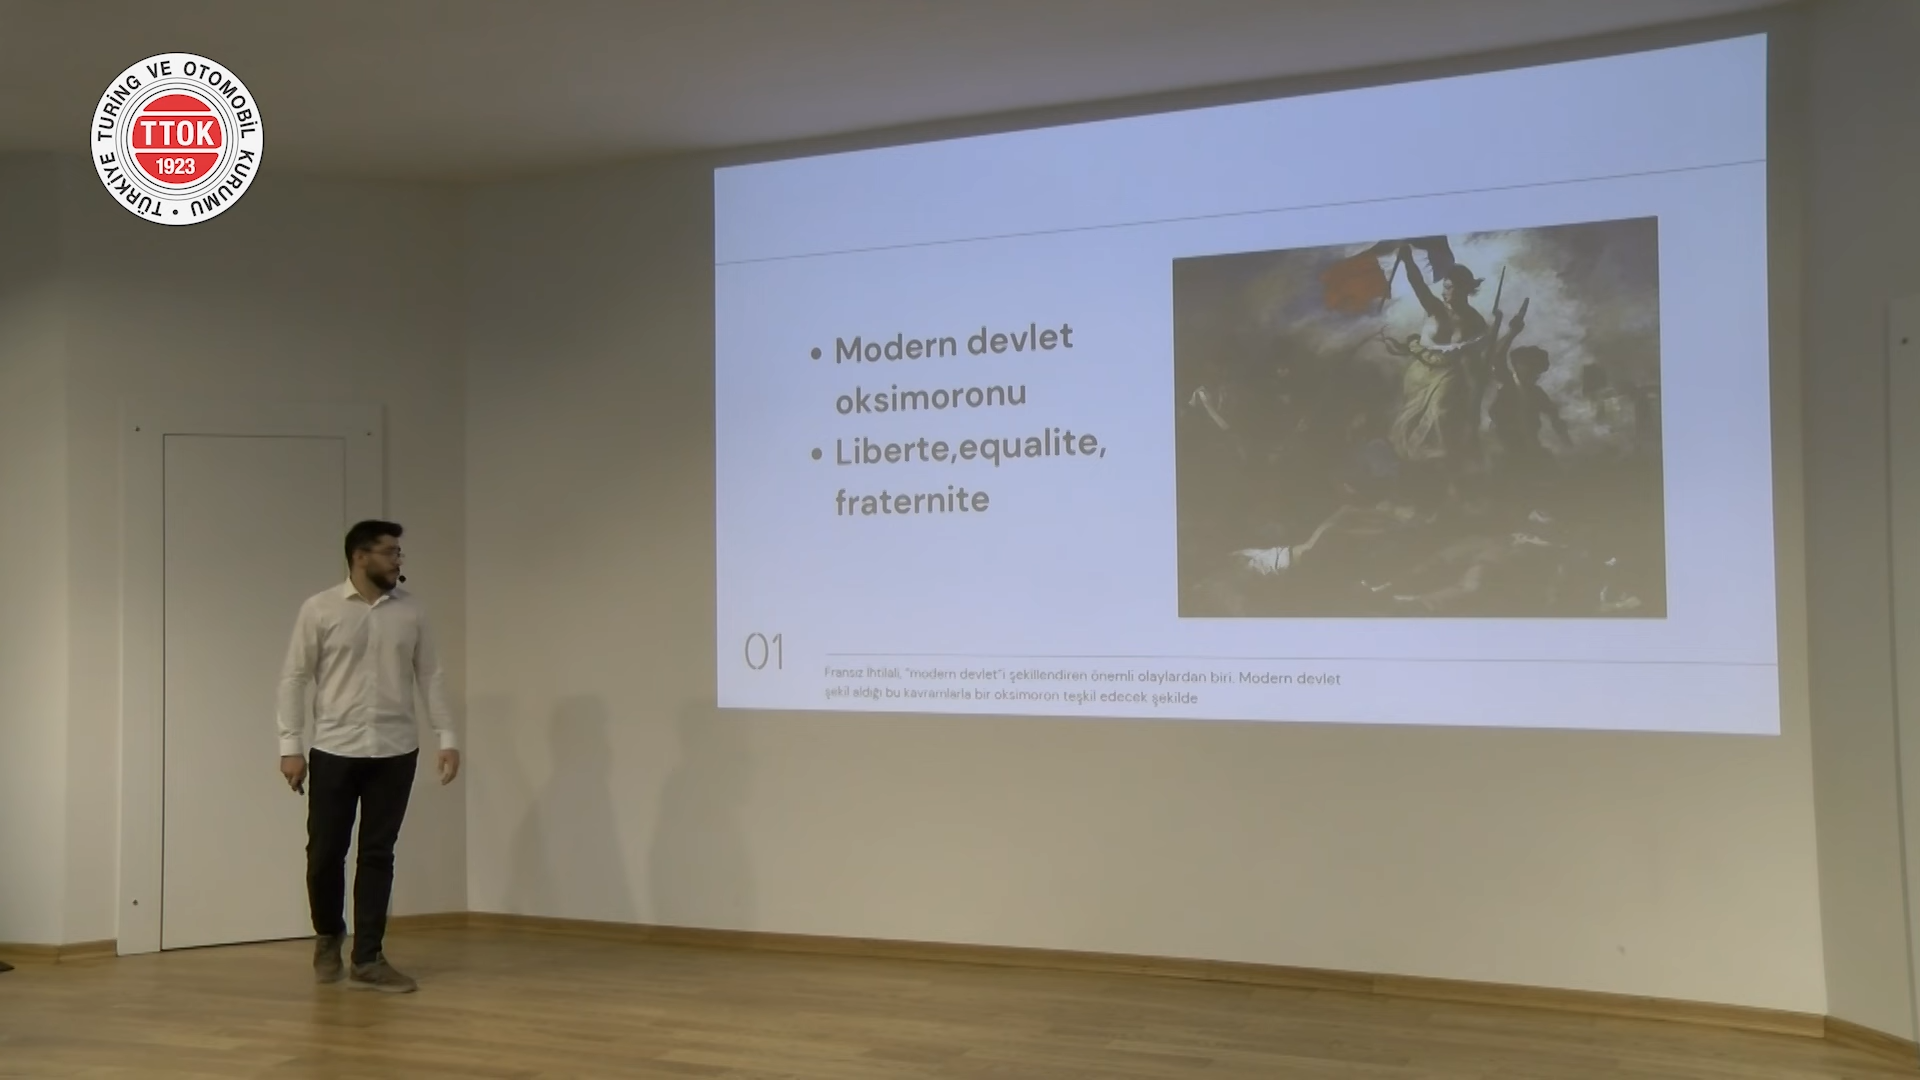 TÜRKİYE TURİNG VE OTOMOBİL KURUMU
TTOK
1923
• Modern devlet
oksimoronu
• Liberte,equalite,
fraternite
01
Fransız İhtilali, "modern devlet"i şekillendiren önemli olaylardan biri. Modern devlet
şekil aldığı bu kavramlarla bir oksimoron teşkil edecek şekilde